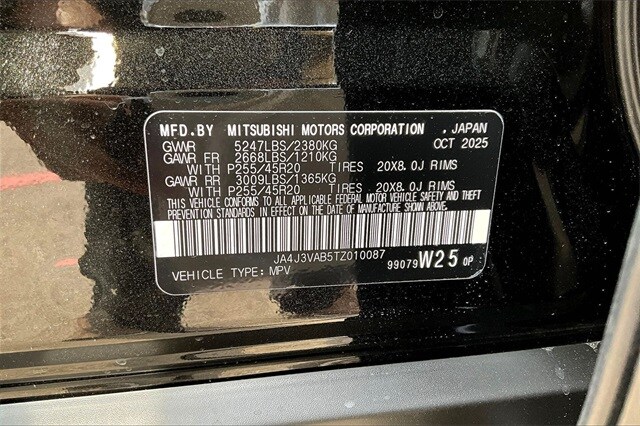 MFD.BY MITSUBISHI MOTORS CORPORATION , JAPAN
GVWR 5247LBS/2380KG OCT 2025
GAWR FR 2668LBS/1210KG
WITH P255/45R20 TIRES 20X8.0J RIMS
GAWR RR 3009LBS/1365KG
WITH P255/45R20 TIRES 20X8.0J RIMS
THIS VEHICLE CONFORMS TO ALL APPLICABLE FEDERAL MOTOR VEHICLE SAFETY AND THEFT
PREVENTION STANDARDS IN EFFECT ON THE DATE OF MANUFACTURE SHOWN ABOVE.
JA4J3VAB5TZ010087
VEHICLE TYPE: MPV 99079 W25 OP